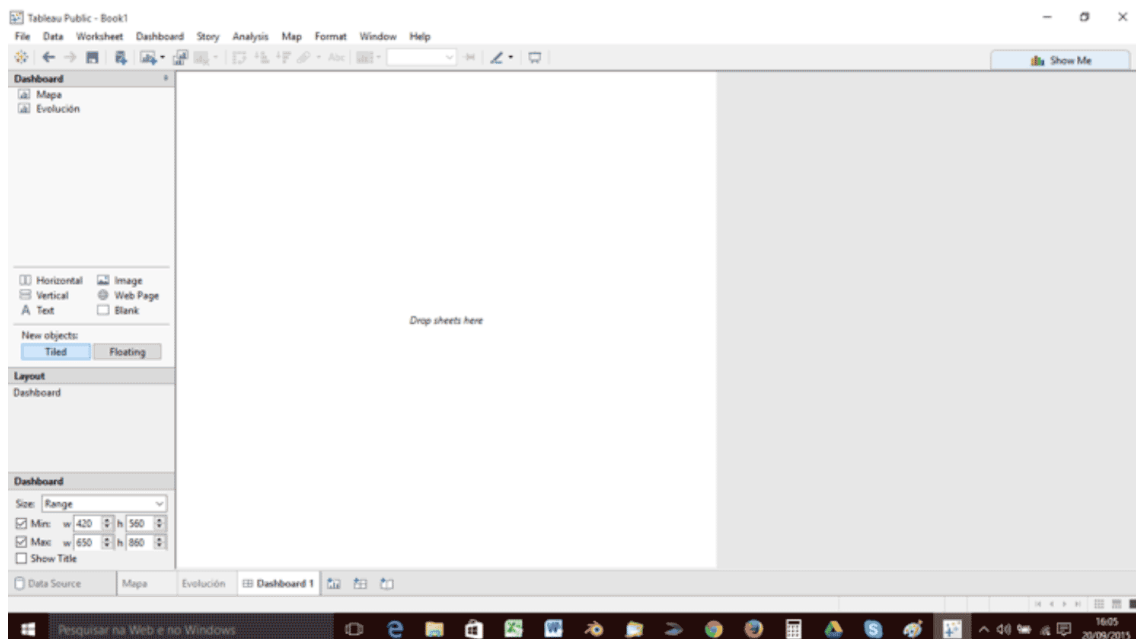 Tableau Public - Book1
File Data Worksheet Dashboard Story Analysis Map Format Window Help
Abc
Show Me
Dashboard
Mapa
Evolución
Horizontal Image
Vertical Web Page
A Text Blank
New objects:
Tiled Floating
Layout
Dashboard
Drop sheets here
Dashboard
Size: Range
Min: w 420 h 560
Max: w 650 h 860
Show Title
Data Source Mapa Evolución Dashboard 1
Pesquisar na Web e no Windows
16:05
20/09/2015